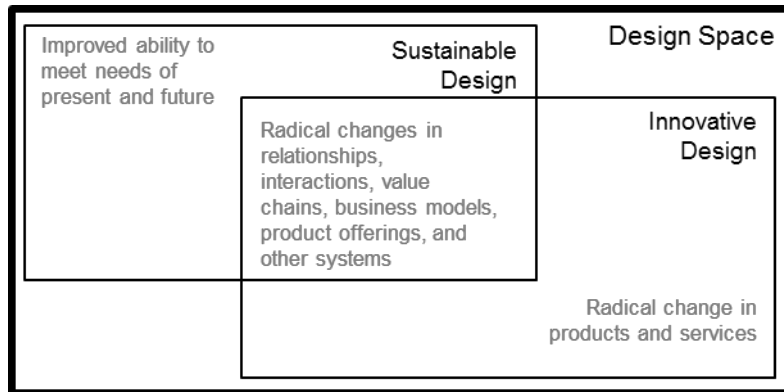 Design Space
Improved ability to
meet needs of
present and future
Sustainable
Design
Radical changes in
relationships,
interactions, value
chains, business models,
product offerings, and
other systems
Innovative
Design
Radical change in
products and services